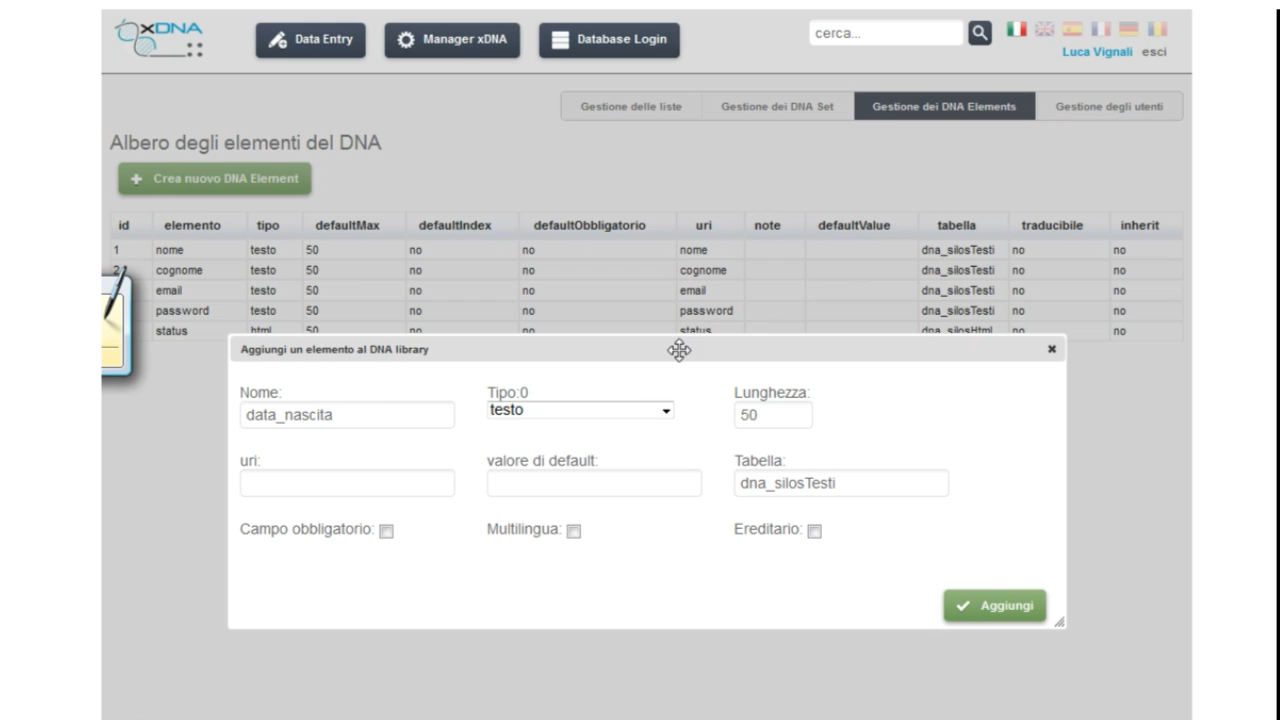 xDNA
Data Entry
Manager xDNA
Database Login
cerca...
Luca Vignali esci
Gestione delle liste
Gestione dei DNA Set
Gestione dei DNA Elements
Gestione degli utenti
Albero degli elementi del DNA
+ Crea nuovo DNA Element
id elemento tipo defaultMax defaultIndex defaultObbligatorio uri note defaultValue tabella traducibile inherit
1 nome testo 50 no no nome dna_silosTesti no no
2 cognome testo 50 no no cognome dna_silosTesti no no
email testo 50 no no email dna_silosTesti no no
password testo 50 no no password dna_silosTesti no no
status html 50 no no status dna_silosHtml no no
Aggiungi un elemento al DNA library
Nome: Tipo:0 Lunghezza:
data_nascita testo 50
uri: valore di default: Tabella:
dna_silosTesti
Campo obbligatorio: Multilingua: Ereditario:
Aggiungi